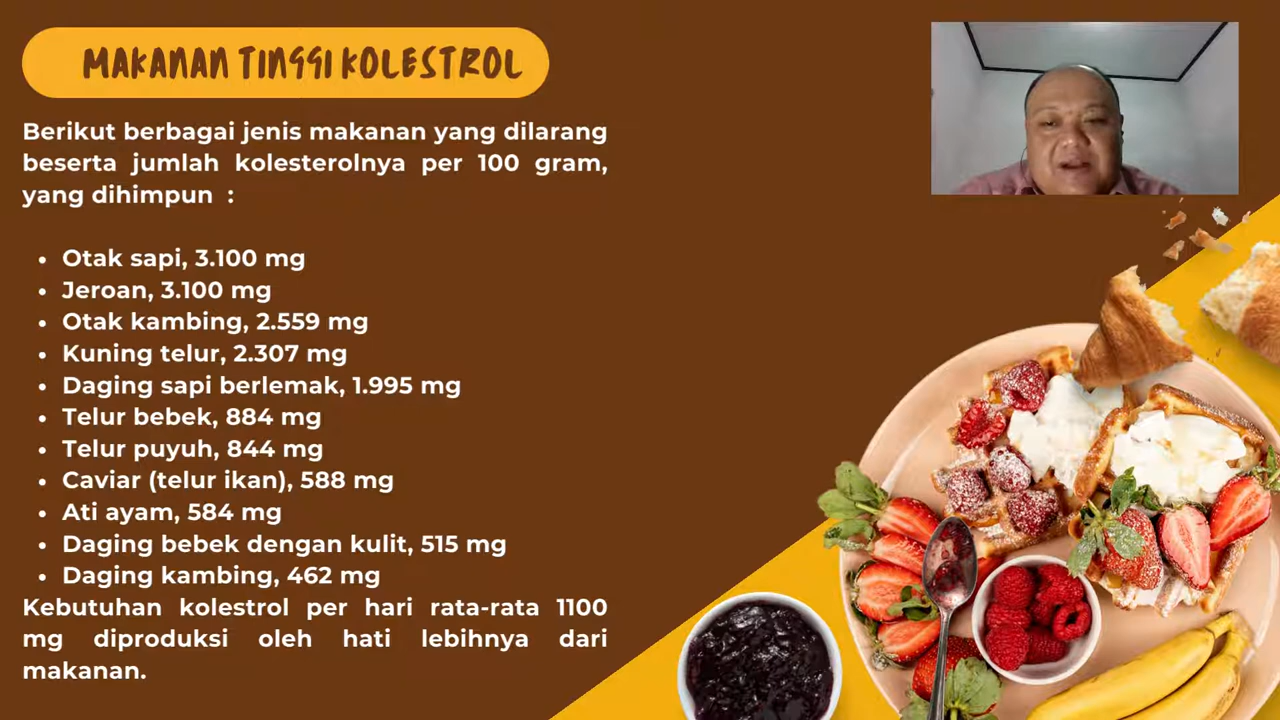 MAKANAN TINGGI KOLESTROL
Berikut berbagai jenis makanan yang dilarang
beserta jumlah kolesterolnya per 100 gram,
yang dihimpun :
• Otak sapi, 3.100 mg
• Jeroan, 3.100 mg
• Otak kambing, 2.559 mg
• Kuning telur, 2.307 mg
• Daging sapi berlemak, 1.995 mg
• Telur bebek, 884 mg
• Telur puyuh, 844 mg
• Caviar (telur ikan), 588 mg
• Ati ayam, 584 mg
• Daging bebek dengan kulit, 515 mg
• Daging kambing, 462 mg
Kebutuhan kolestrol per hari rata-rata 1100
mg diproduksi oleh hati lebihnya dari
makanan.